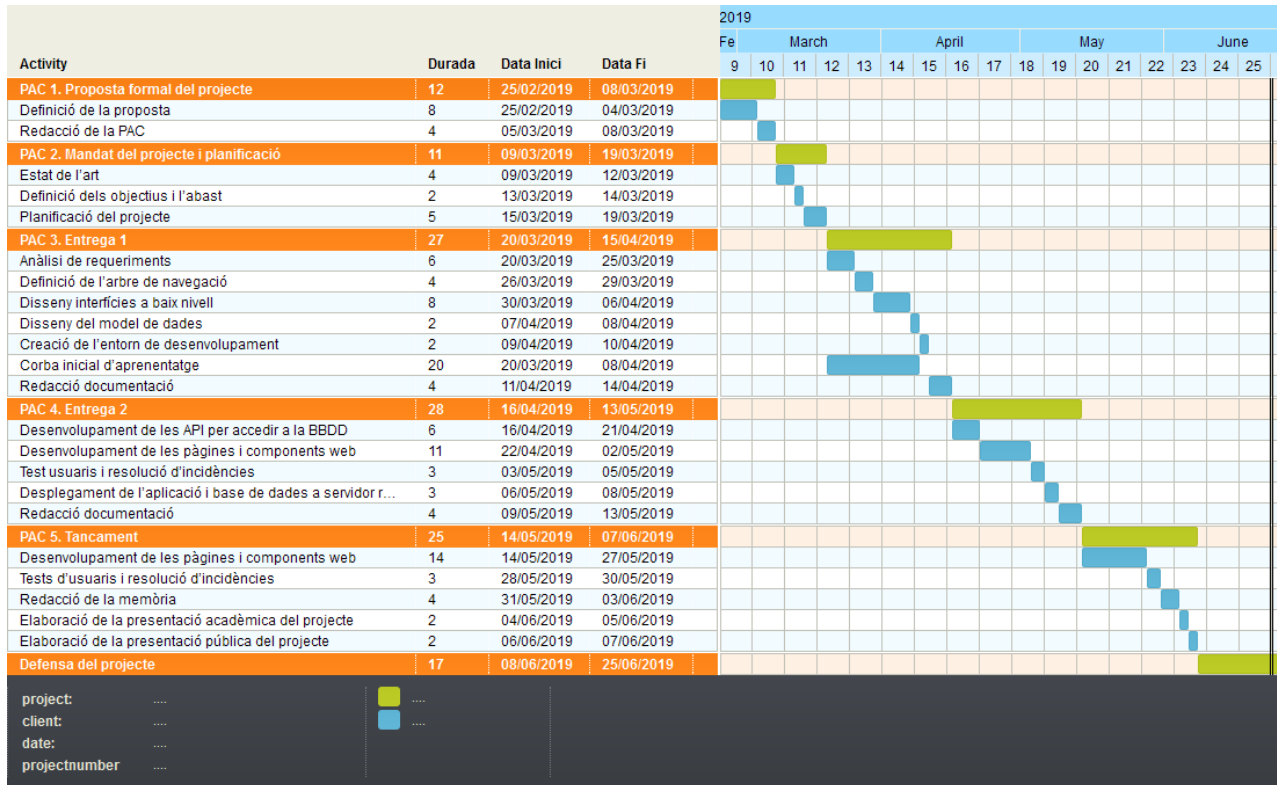 2019
Fe March April May June
Activity Durada Data Inici Data Fi 9 10 11 12 13 14 15 16 17 18 19 20 21 22 23 24 25
PAC 1. Proposta formal del projecte 12 25/02/2019 08/03/2019
Definició de la proposta 8 25/02/2019 04/03/2019
Redacció de la PAC 4 05/03/2019 08/03/2019
PAC 2. Mandat del projecte i planificació 11 09/03/2019 19/03/2019
Estat de l'art 4 09/03/2019 12/03/2019
Definició dels objectius i l'abast 2 13/03/2019 14/03/2019
Planificació del projecte 5 15/03/2019 19/03/2019
PAC 3. Entrega 1 27 20/03/2019 15/04/2019
Anàlisi de requeriments 6 20/03/2019 25/03/2019
Definició de l'arbre de navegació 4 26/03/2019 29/03/2019
Disseny interfícies a baix nivell 8 30/03/2019 06/04/2019
Disseny del model de dades 2 07/04/2019 08/04/2019
Creació de l'entorn de desenvolupament 2 09/04/2019 10/04/2019
Corba inicial d'aprenentatge 20 20/03/2019 08/04/2019
Redacció documentació 4 11/04/2019 14/04/2019
PAC 4. Entrega 2 28 16/04/2019 13/05/2019
Desenvolupament de les API per accedir a la BBDD 6 16/04/2019 21/04/2019
Desenvolupament de les pàgines i components web 11 22/04/2019 02/05/2019
Test usuaris i resolució d'incidències 3 03/05/2019 05/05/2019
Desplegament de l'aplicació i base de dades a servidor r... 3 06/05/2019 08/05/2019
Redacció documentació 4 09/05/2019 13/05/2019
PAC 5. Tancament 25 14/05/2019 07/06/2019
Desenvolupament de les pàgines i components web 14 14/05/2019 27/05/2019
Tests d'usuaris i resolució d'incidències 3 28/05/2019 30/05/2019
Redacció de la memòria 4 31/05/2019 03/06/2019
Elaboració de la presentació acadèmica del projecte 2 04/06/2019 05/06/2019
Elaboració de la presentació pública del projecte 2 06/06/2019 07/06/2019
Defensa del projecte 17 08/06/2019 25/06/2019
project: .... ....
client: .... ....
date: ....
projectnumber ....